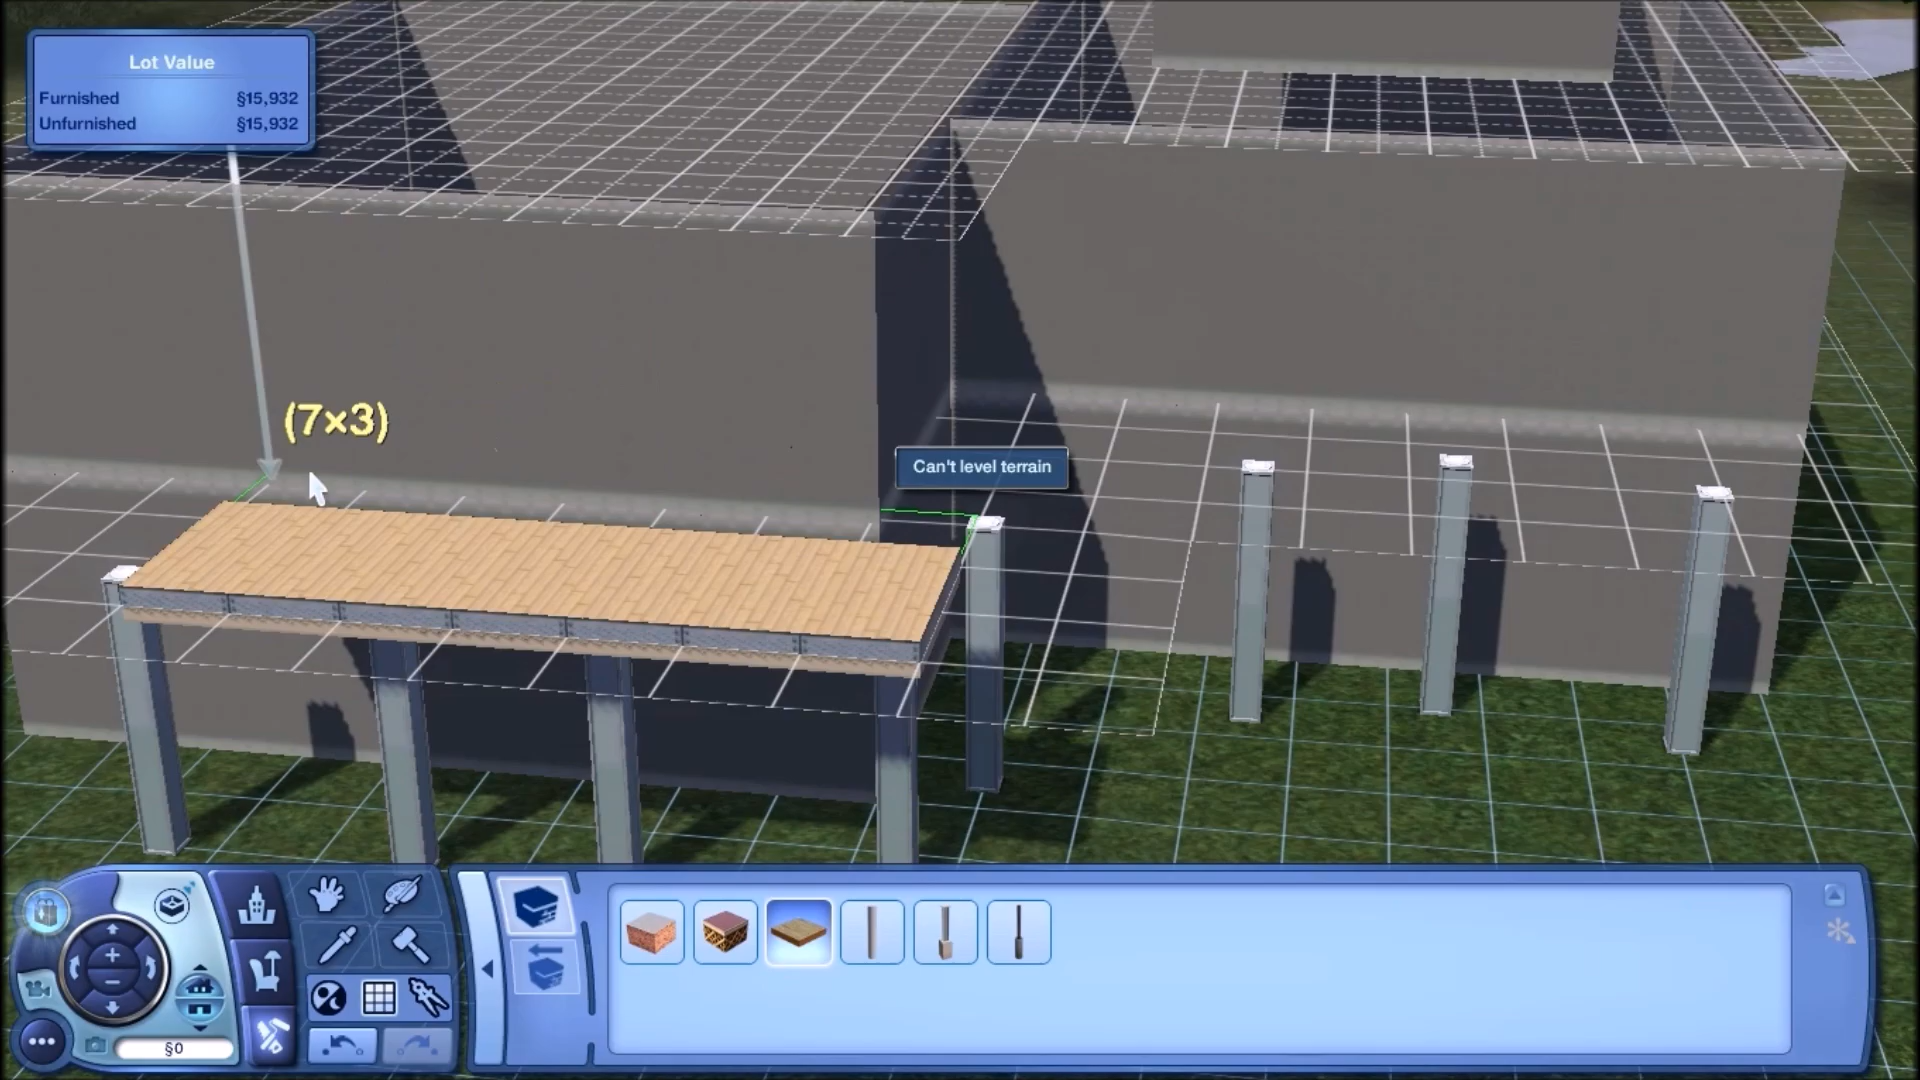 Lot Value
Furnished §15,932
Unfurnished §15,932
(7×3)
Can't level terrain
§0